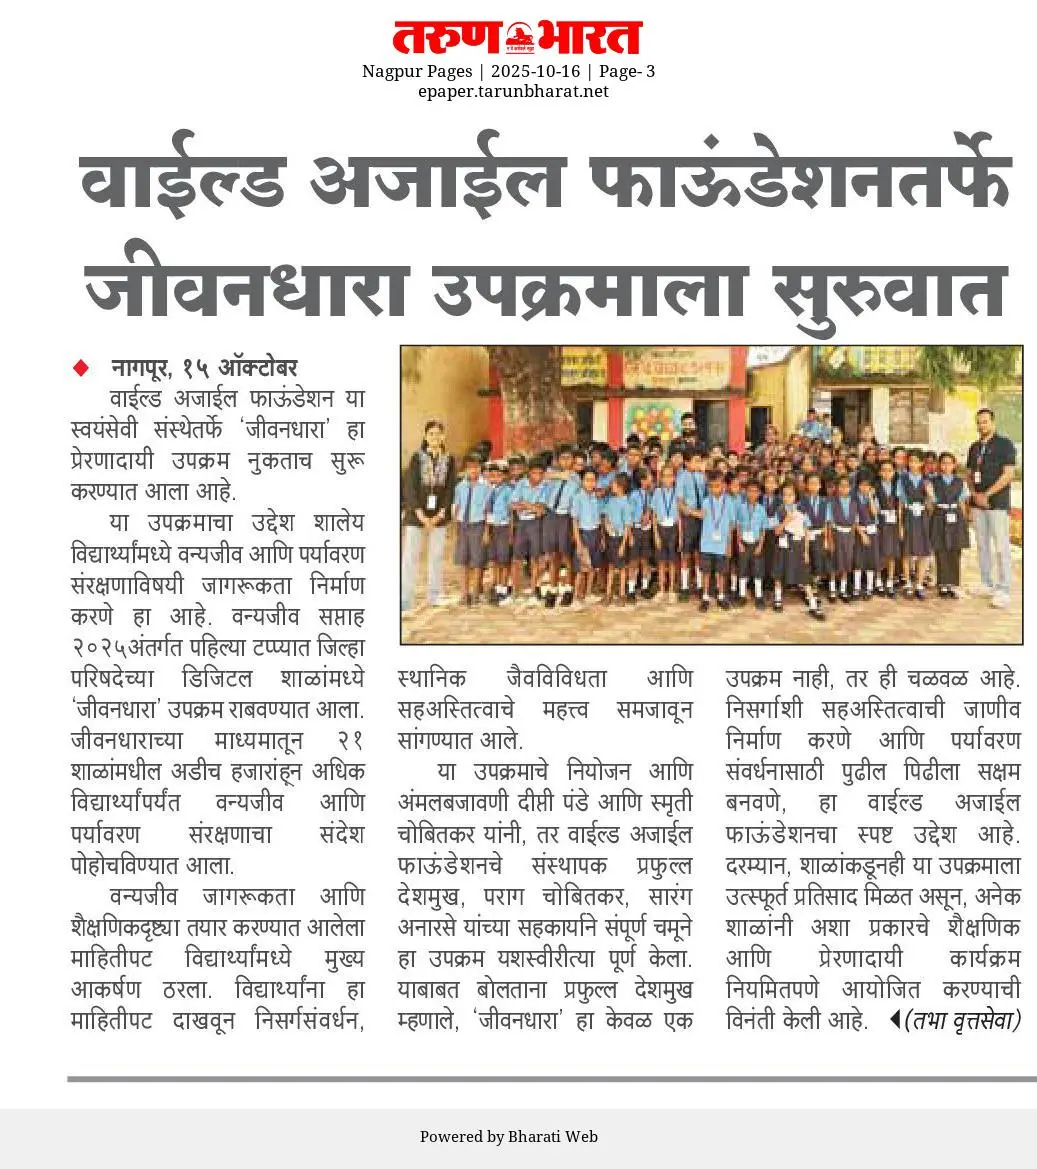 तरुण भारत
Nagpur Pages | 2025-10-16 | Page- 3
epaper.tarunbharat.net
वाईल्ड अजाईल फाऊंडेशनतर्फे
जीवनधारा उपक्रमाला सुरुवात
नागपूर, १५ ऑक्टोबर
वाईल्ड अजाईल फाऊंडेशन या
स्वयंसेवी संस्थेतर्फे ‘जीवनधारा’ हा
प्रेरणादायी उपक्रम नुकताच सुरू
करण्यात आला आहे.
या उपक्रमाचा उद्देश शालेय
विद्यार्थ्यांमध्ये वन्यजीव आणि पर्यावरण
संरक्षणाविषयी जागरूकता निर्माण
करणे हा आहे. वन्यजीव सप्ताह
२०२५अंतर्गत पहिल्या टप्प्यात जिल्हा
परिषदेच्या डिजिटल शाळांमध्ये
‘जीवनधारा’ उपक्रम राबवण्यात आला.
जीवनधाराच्या माध्यमातून २१
शाळांमधील अडीच हजारांहून अधिक
विद्यार्थ्यांपर्यंत वन्यजीव आणि
पर्यावरण संरक्षणाचा संदेश
पोहोचविण्यात आला.
वन्यजीव जागरूकता आणि
शैक्षणिकदृष्ट्या तयार करण्यात आलेला
माहितीपट विद्यार्थ्यांमध्ये मुख्य
आकर्षण ठरला. विद्यार्थ्यांना हा
माहितीपट दाखवून निसर्गसंवर्धन,
स्थानिक जैवविविधता आणि
सहअस्तित्वाचे महत्त्व समजावून
सांगण्यात आले.
या उपक्रमाचे नियोजन आणि
अंमलबजावणी दीप्ती पंडे आणि स्मृती
चोबितकर यांनी, तर वाईल्ड अजाईल
फाऊंडेशनचे संस्थापक प्रफुल्ल
देशमुख, पराग चोबितकर, सारंग
अनारसे यांच्या सहकार्याने संपूर्ण चमूने
हा उपक्रम यशस्वीरीत्या पूर्ण केला.
याबाबत बोलताना प्रफुल्ल देशमुख
म्हणाले, ‘जीवनधारा’ हा केवळ एक
उपक्रम नाही, तर ही चळवळ आहे.
निसर्गाशी सहअस्तित्वाची जाणीव
निर्माण करणे आणि पर्यावरण
संवर्धनासाठी पुढील पिढीला सक्षम
बनवणे, हा वाईल्ड अजाईल
फाऊंडेशनचा स्पष्ट उद्देश आहे.
दरम्यान, शाळांकडूनही या उपक्रमाला
उत्स्फूर्त प्रतिसाद मिळत असून, अनेक
शाळांनी अशा प्रकारचे शैक्षणिक
आणि प्रेरणादायी कार्यक्रम
नियमितपणे आयोजित करण्याची
विनंती केली आहे. (तभा वृत्तसेवा)
Powered by Bharati Web